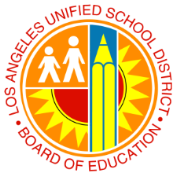 LOS ANGELES UNIFIED SCHOOL DISTRICT
• BOARD OF EDUCATION •